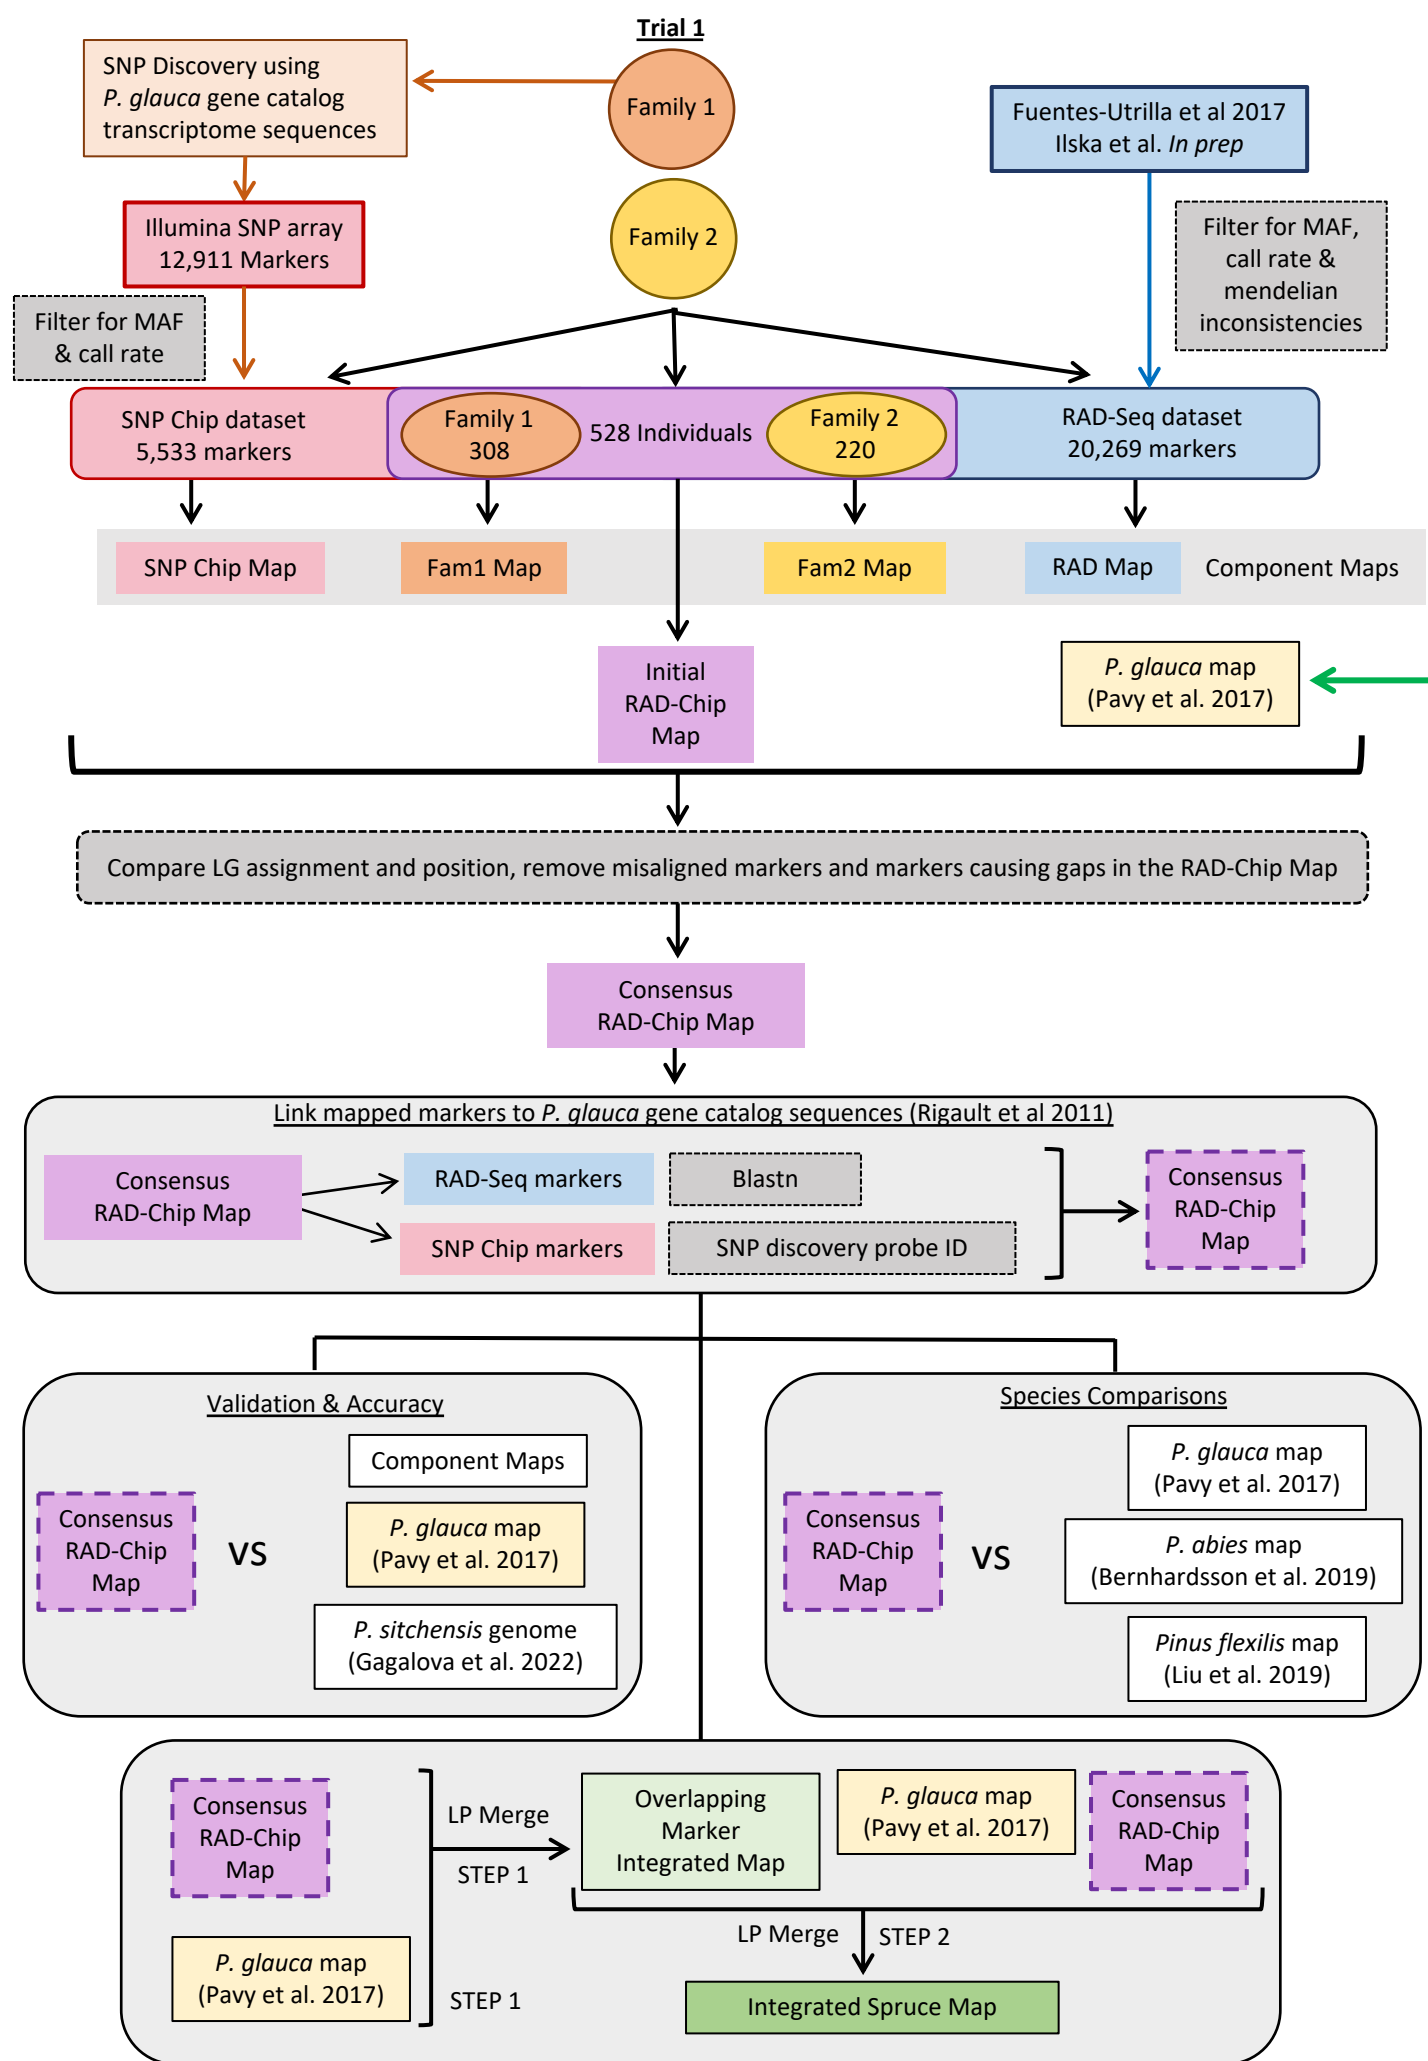 Trial 1
SNP Discovery using
P. glauca gene catalog
transcriptome sequences
Family 1
Fuentes-Utrilla et al 2017
Ilska et al. In prep
Illumina SNP array
12,911 Markers
Family 2
Filter for MAF,
call rate &
mendelian
inconsistencies
Filter for MAF
& call rate
SNP Chip dataset
5,533 markers
Family 1
308
528 Individuals
Family 2
220
RAD-Seq dataset
20,269 markers
SNP Chip Map
Fam1 Map
Fam2 Map
RAD Map
Component Maps
Initial
RAD-Chip
Map
P. glauca map
(Pavy et al. 2017)
Compare LG assignment and position, remove misaligned markers and markers causing gaps in the RAD-Chip Map
Consensus
RAD-Chip Map
Link mapped markers to P. glauca gene catalog sequences (Rigault et al 2011)
Consensus
RAD-Chip Map
RAD-Seq markers
Blastn
SNP Chip markers
SNP discovery probe ID
Consensus
RAD-Chip
Map
Validation & Accuracy
Consensus
RAD-Chip
Map
VS
Component Maps
P. glauca map
(Pavy et al. 2017)
P. sitchensis genome
(Gagalova et al. 2022)
Species Comparisons
Consensus
RAD-Chip
Map
VS
P. glauca map
(Pavy et al. 2017)
P. abies map
(Bernhardsson et al. 2019)
Pinus flexilis map
(Liu et al. 2019)
Consensus
RAD-Chip
Map
P. glauca map
(Pavy et al. 2017)
LP Merge
STEP 1
STEP 1
Overlapping
Marker
Integrated Map
P. glauca map
(Pavy et al. 2017)
Consensus
RAD-Chip
Map
LP Merge
STEP 2
Integrated Spruce Map